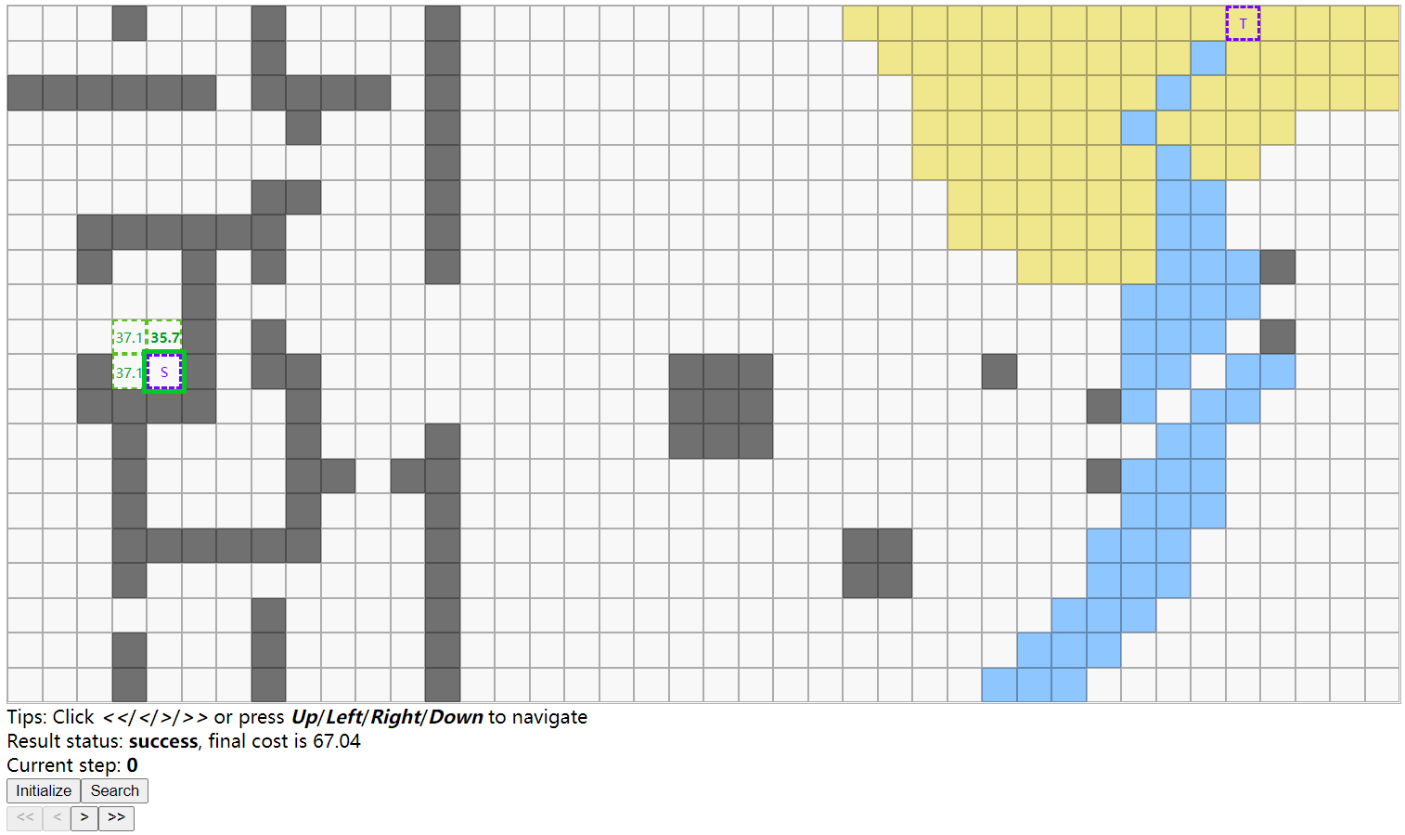 T
37.1 35.7
37.1 S
Tips: Click <</</>/>> or press Up/Left/Right/Down to navigate
Result status: success, final cost is 67.04
Current step: 0
Initialize Search
<< < > >>